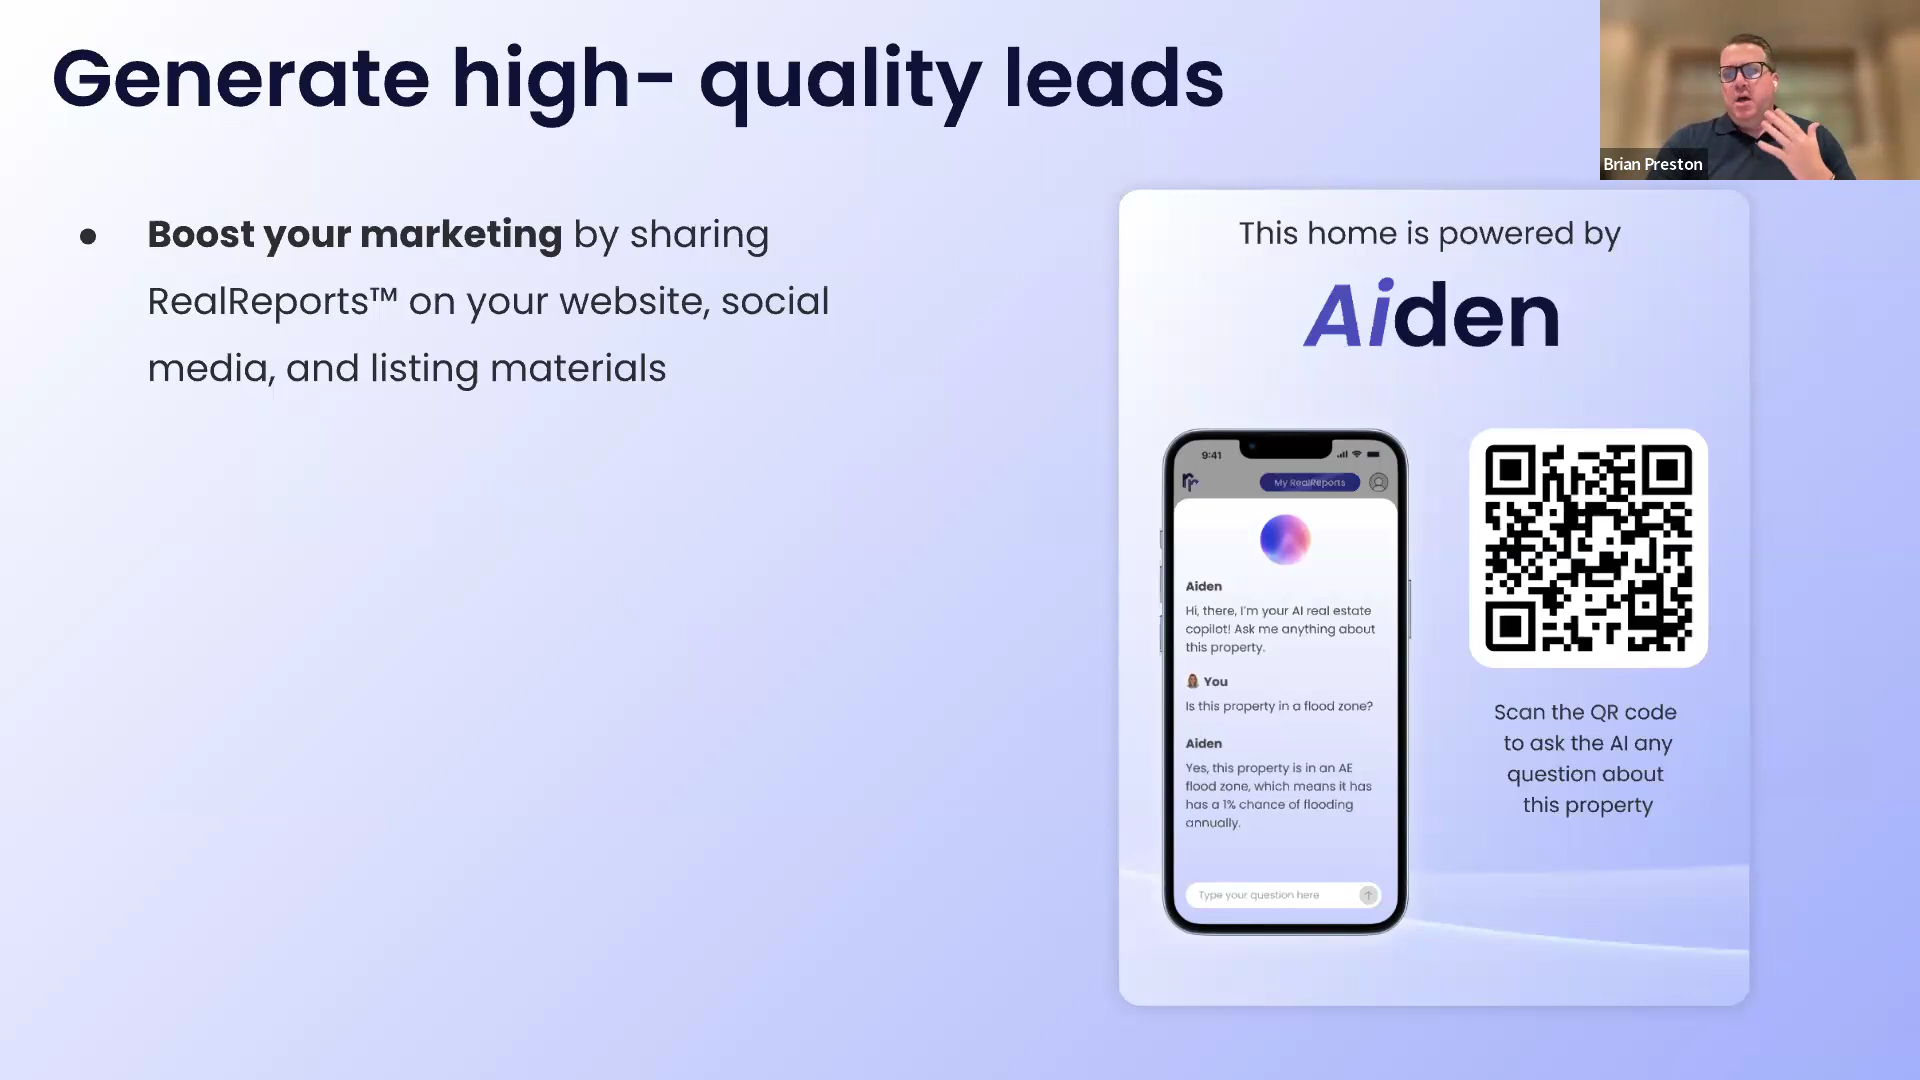 Generate high- quality leads
Brian Preston
● Boost your marketing by sharing
RealReports™ on your website, social
media, and listing materials
This home is powered by
Aiden
9:41
rr
My RealReports
Aiden
Hi, there, I'm your AI real estate
copilot! Ask me anything about
this property.
You
Is this property in a flood zone?
Aiden
Yes, this property is in an AE
flood zone, which means it has
has a 1% chance of flooding
annually.
Type your question here
Scan the QR code
to ask the AI any
question about
this property